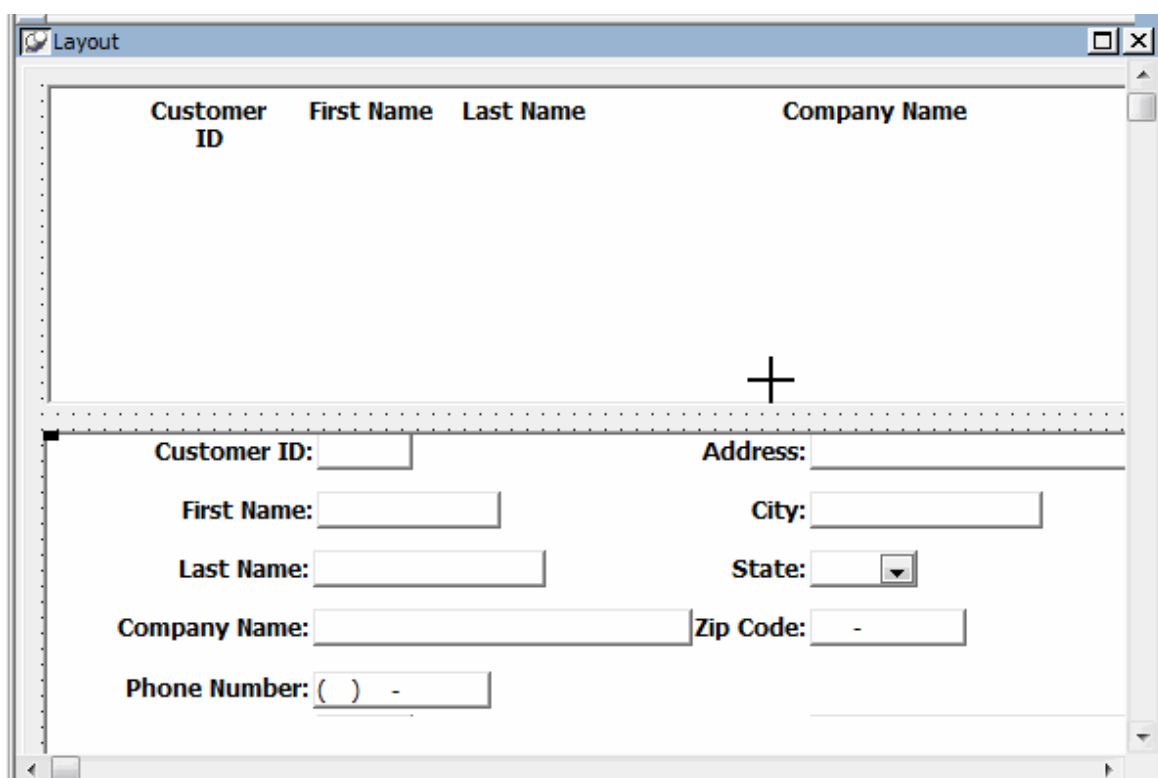 Layout
Customer ID First Name Last Name Company Name
Customer ID: Address:
First Name: City:
Last Name: State:
Company Name: Zip Code: -
Phone Number: ( ) -